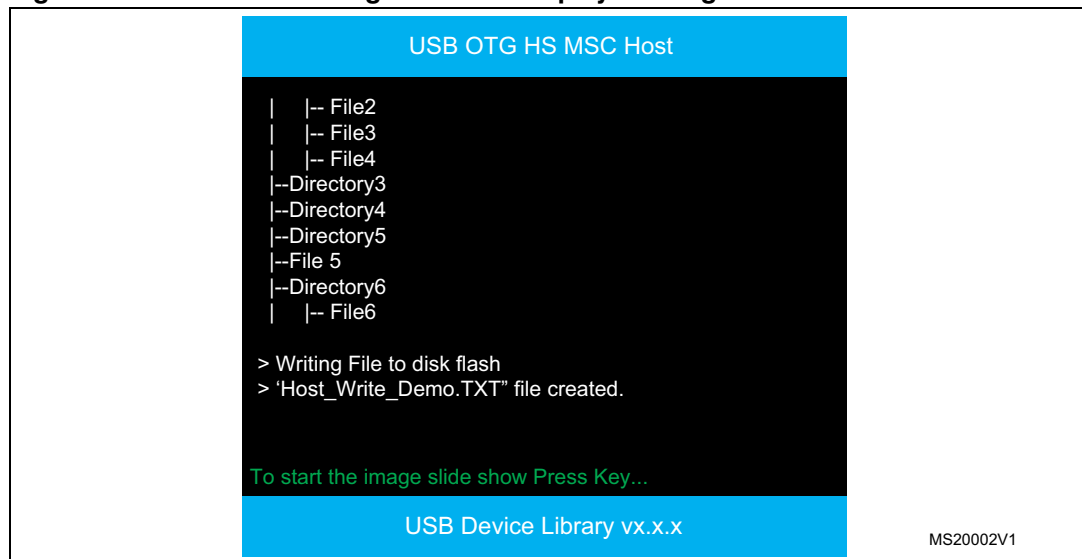 USB OTG HS MSC Host
|     |-- File2
|     |-- File3
|     |-- File4
|--Directory3
|--Directory4
|--Directory5
|--File 5
|--Directory6
|     |-- File6
> Writing File to disk flash
> ‘Host_Write_Demo.TXT” file created.
To start the image slide show Press Key...
USB Device Library vx.x.x
MS20002V1